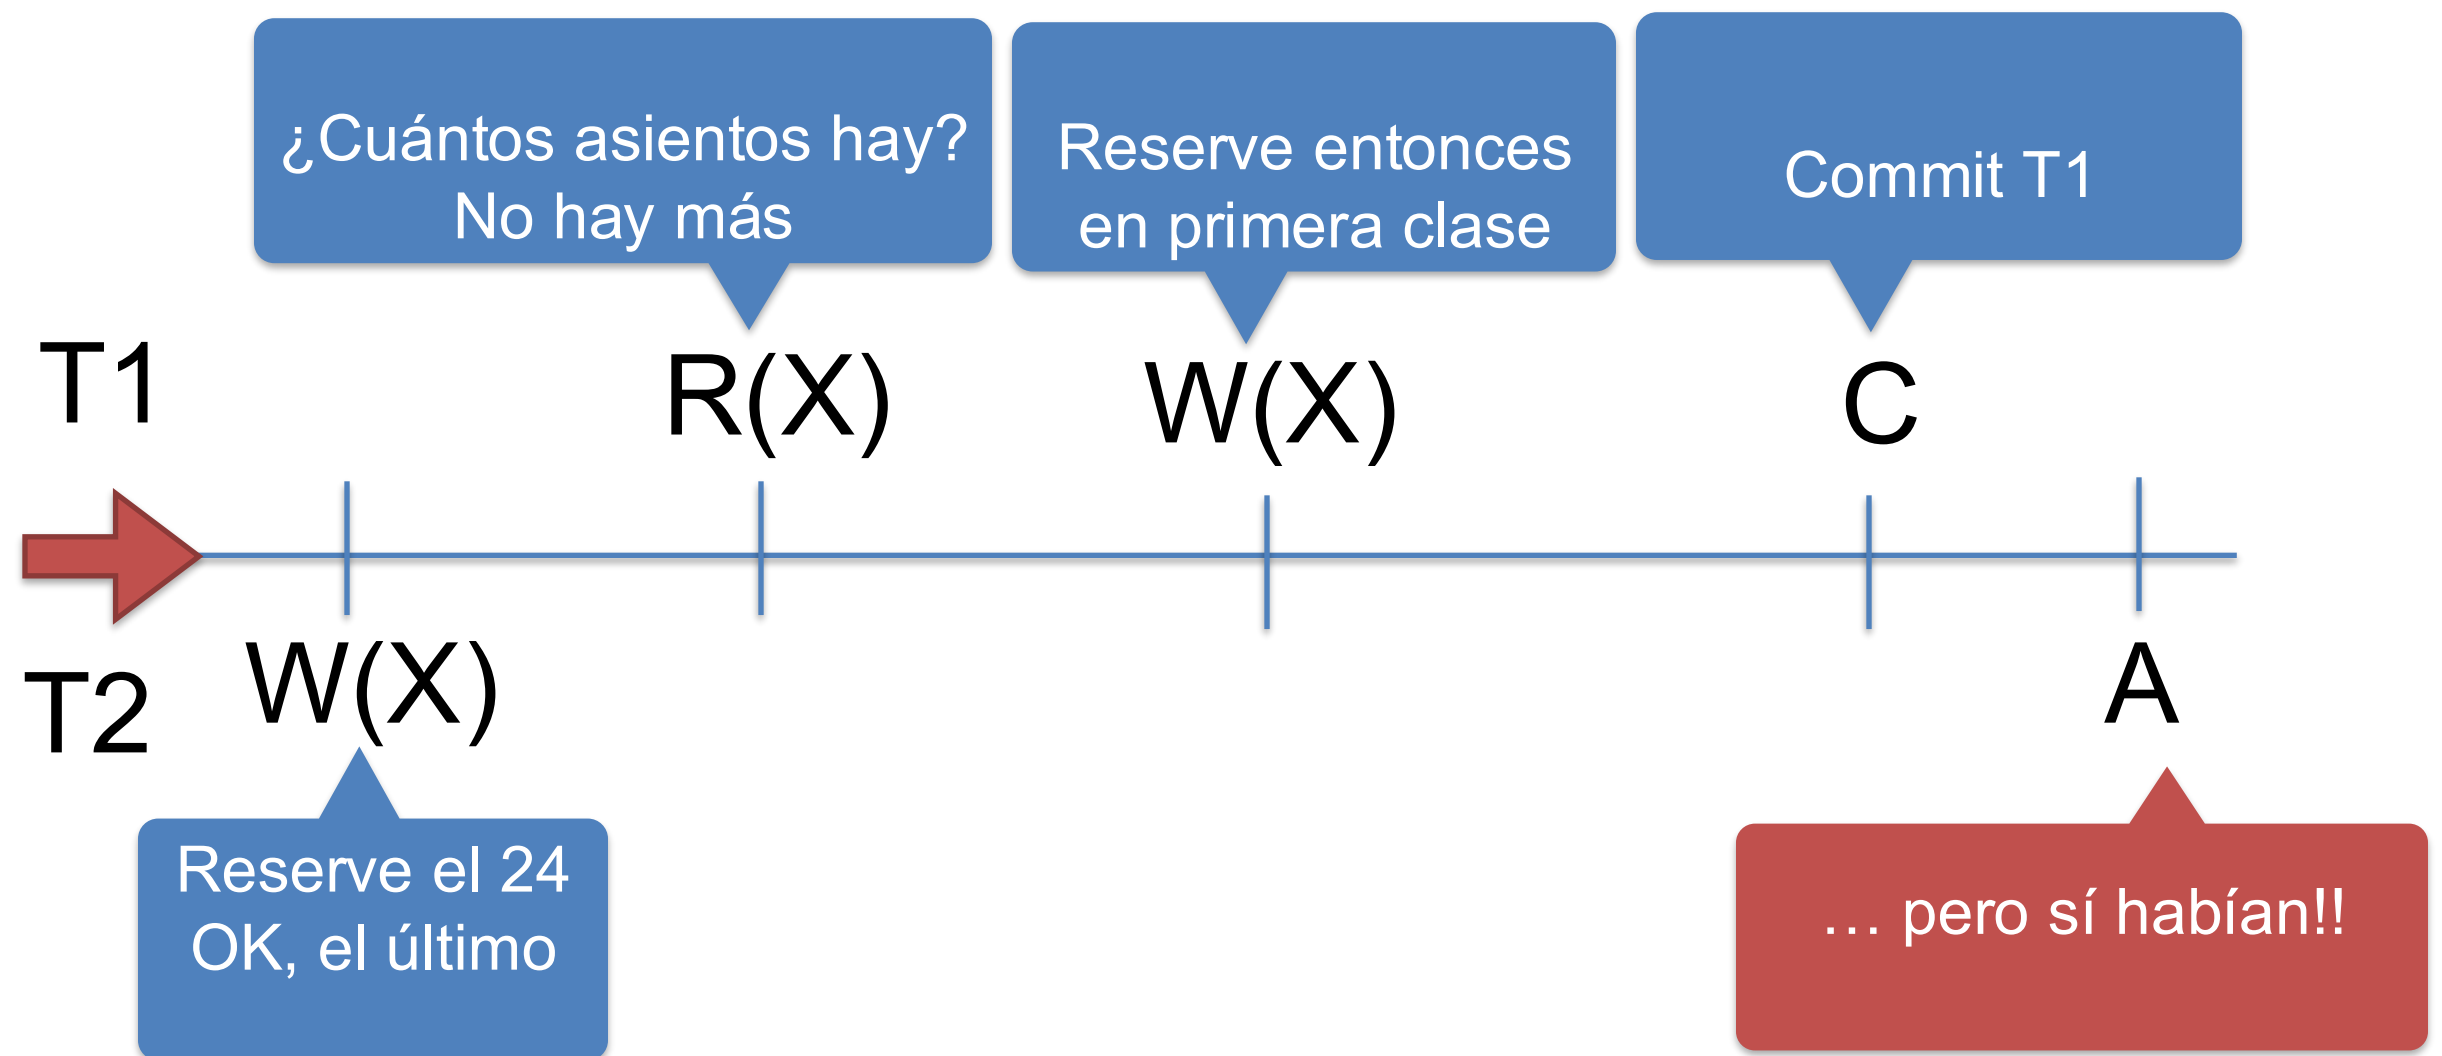 ¿Cuántos asientos hay?
No hay más
Reserve entonces
en primera clase
Commit T1
T1
R(X)
W(X)
C
T2
W(X)
A
Reserve el 24
OK, el último
… pero sí habían!!